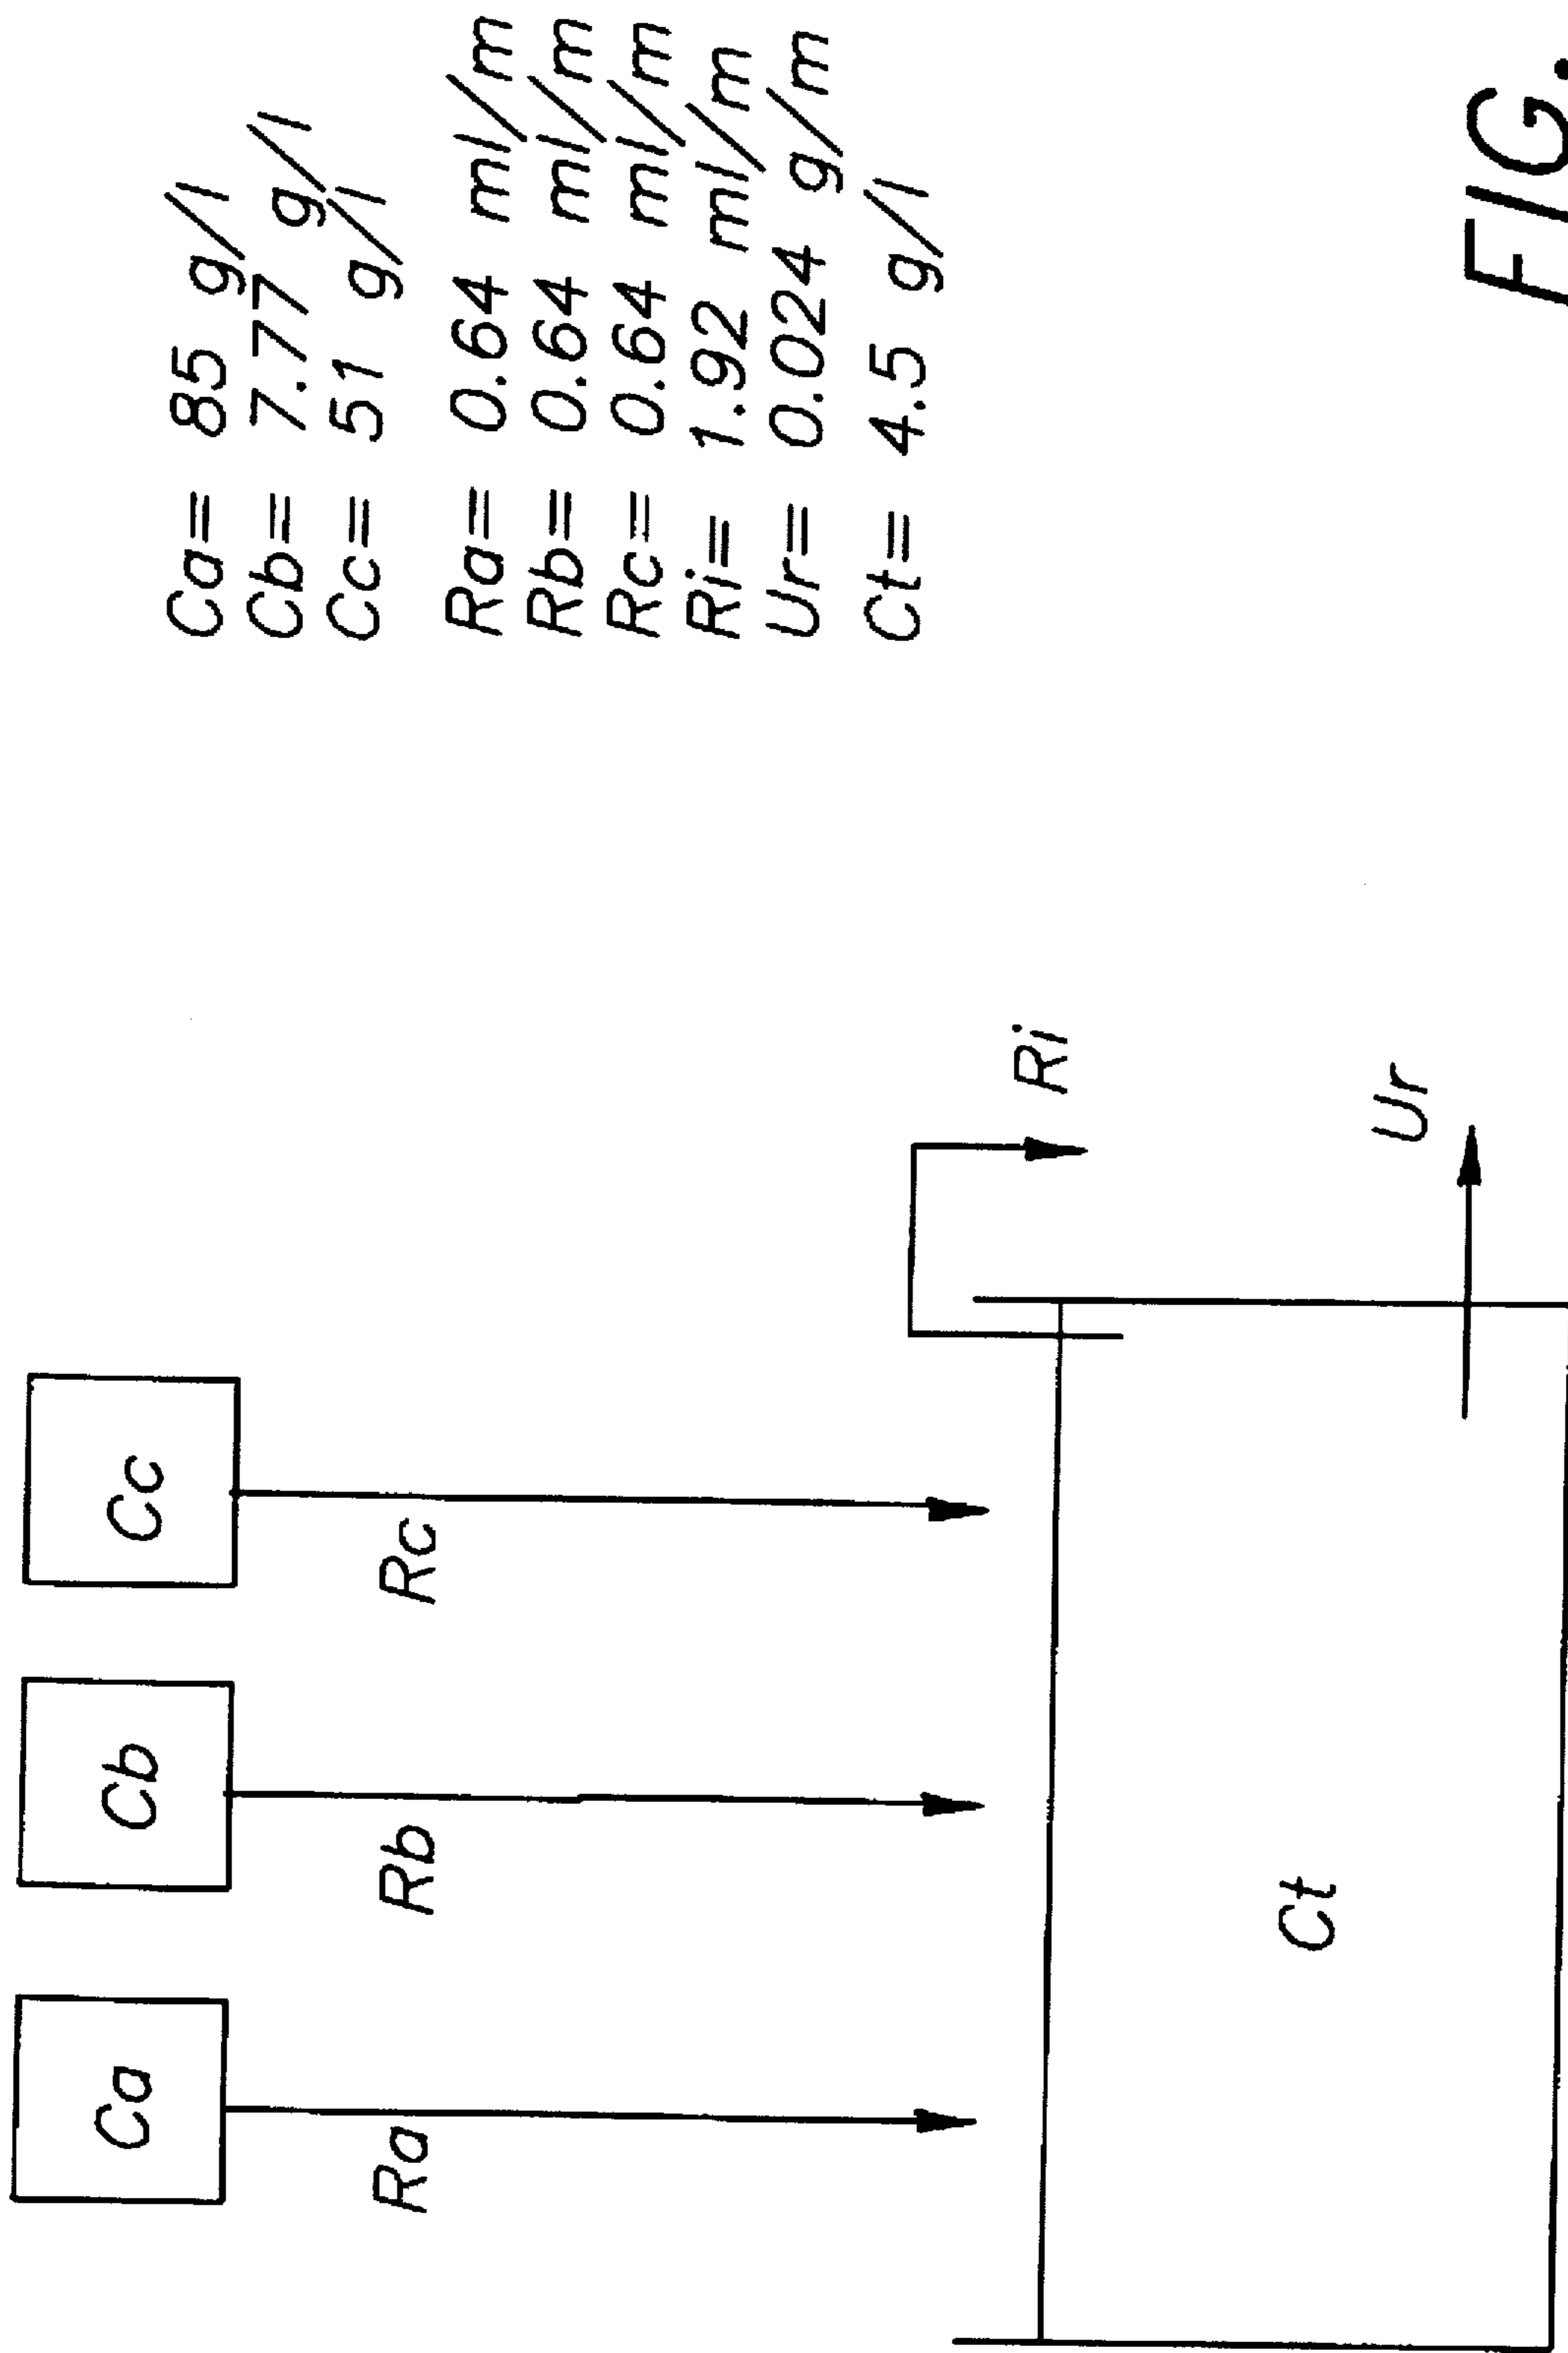 Ca= 85 g/l
Cb= 7.77 g/l
Cc= 51 g/l
Ra= 0.64 ml/m
Rb= 0.64 ml/m
Rc= 0.64 ml/m
Ri= 1.92 ml/m
Ur= 0.024 g/m
Ct= 4.5 g/l
Ca
Cb
Cc
Ra
Rb
Rc
Ri
Ct
Ur
FIG.